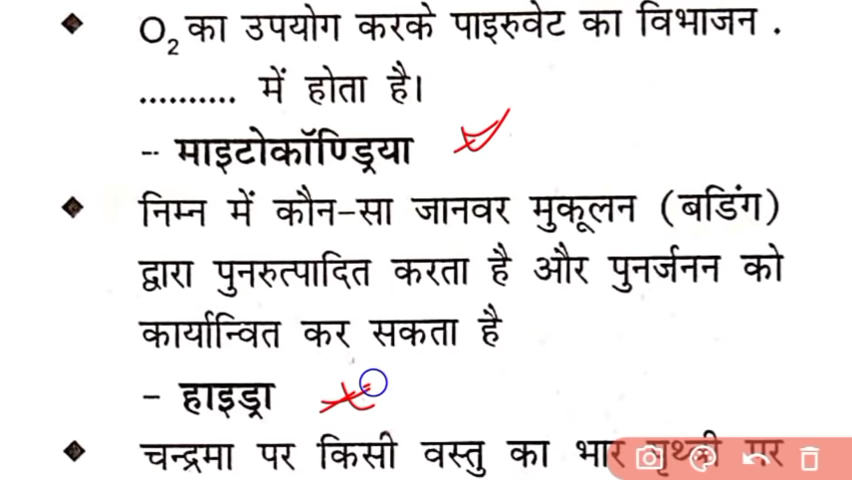 ❖ O₂ का उपयोग करके पाइरुवेट का विभाजन .
.......... में होता है।
-- माइटोकॉण्ड्रिया
❖ निम्न में कौन-सा जानवर मुकूलन (बडिंग)
द्वारा पुनरुत्पादित करता है और पुनर्जनन को
कार्यान्वित कर सकता है
- हाइड्रा
❖ चन्द्रमा पर किसी वस्तु का भार पृथ्वी पर